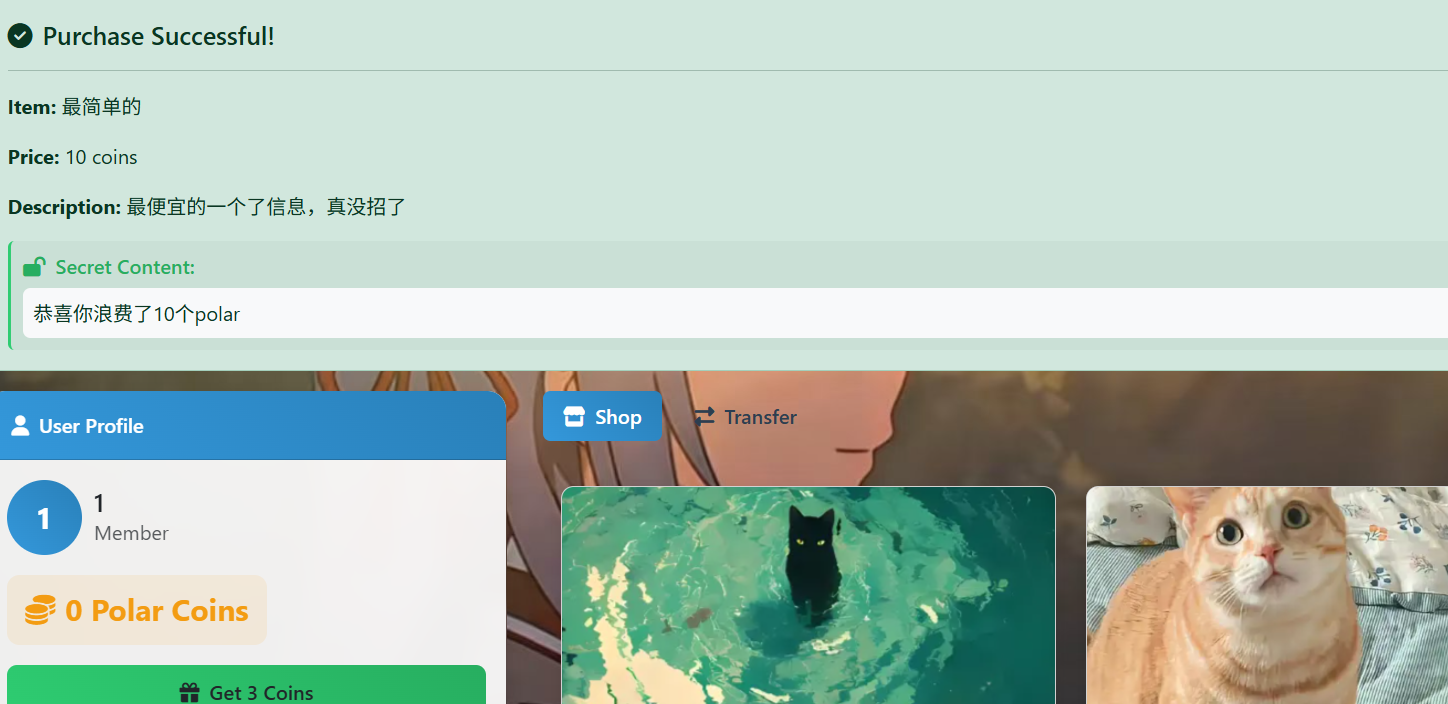 Purchase Successful!
Item: 最简单的
Price: 10 coins
Description: 最便宜的一个了信息，真没招了
Secret Content:
恭喜你浪费了10个polar
User Profile
Shop
Transfer
1
1
Member
0 Polar Coins
Get 3 Coins